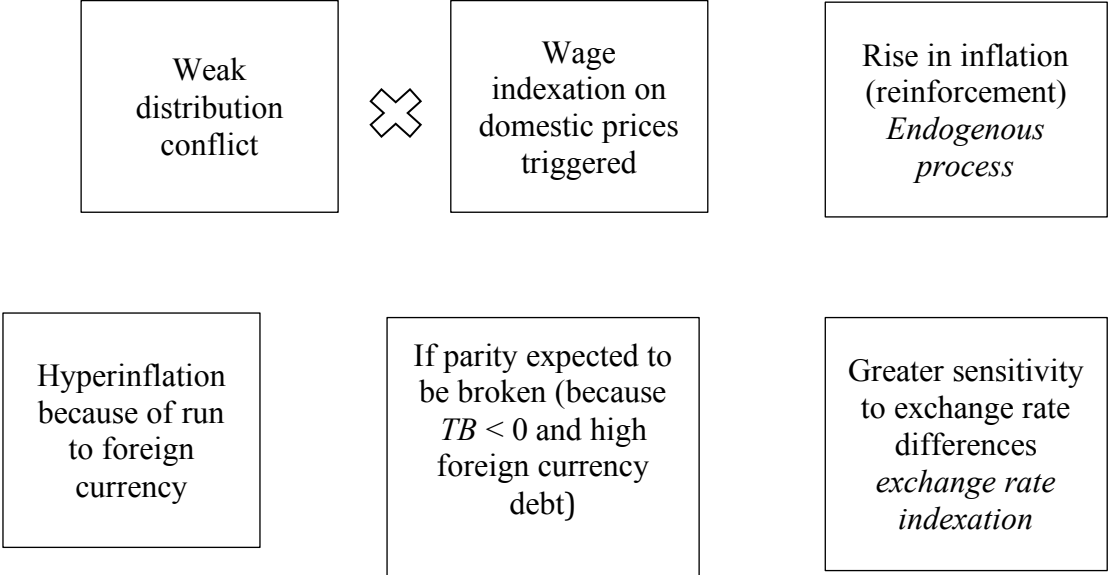 Weak
distribution
conflict
Wage
indexation on
domestic prices
triggered
Rise in inflation
(reinforcement)
Endogenous
process
Hyperinflation
because of run
to foreign
currency
If parity expected to
be broken (because
TB < 0 and high
foreign currency
debt)
Greater sensitivity
to exchange rate
differences
exchange rate
indexation